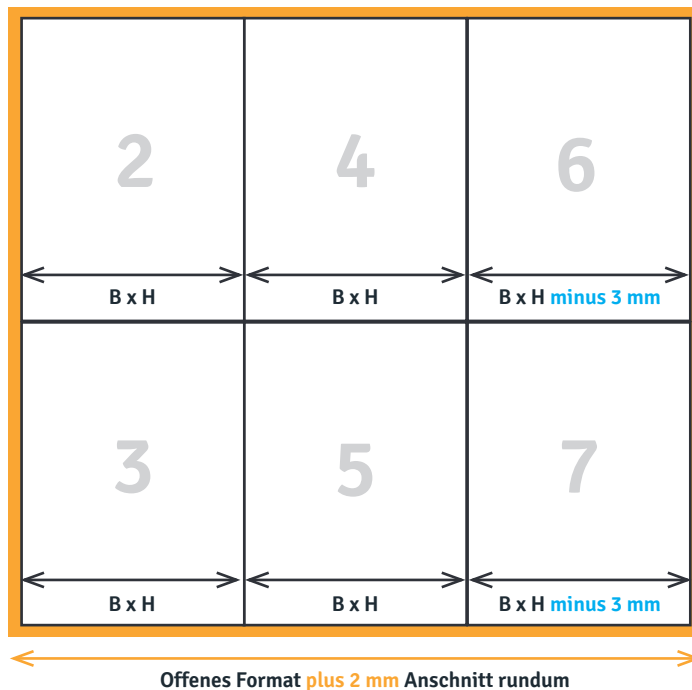 2 4 6
B x H B x H B x H minus 3 mm
3 5 7
B x H B x H B x H minus 3 mm
Offenes Format plus 2 mm Anschnitt rundum